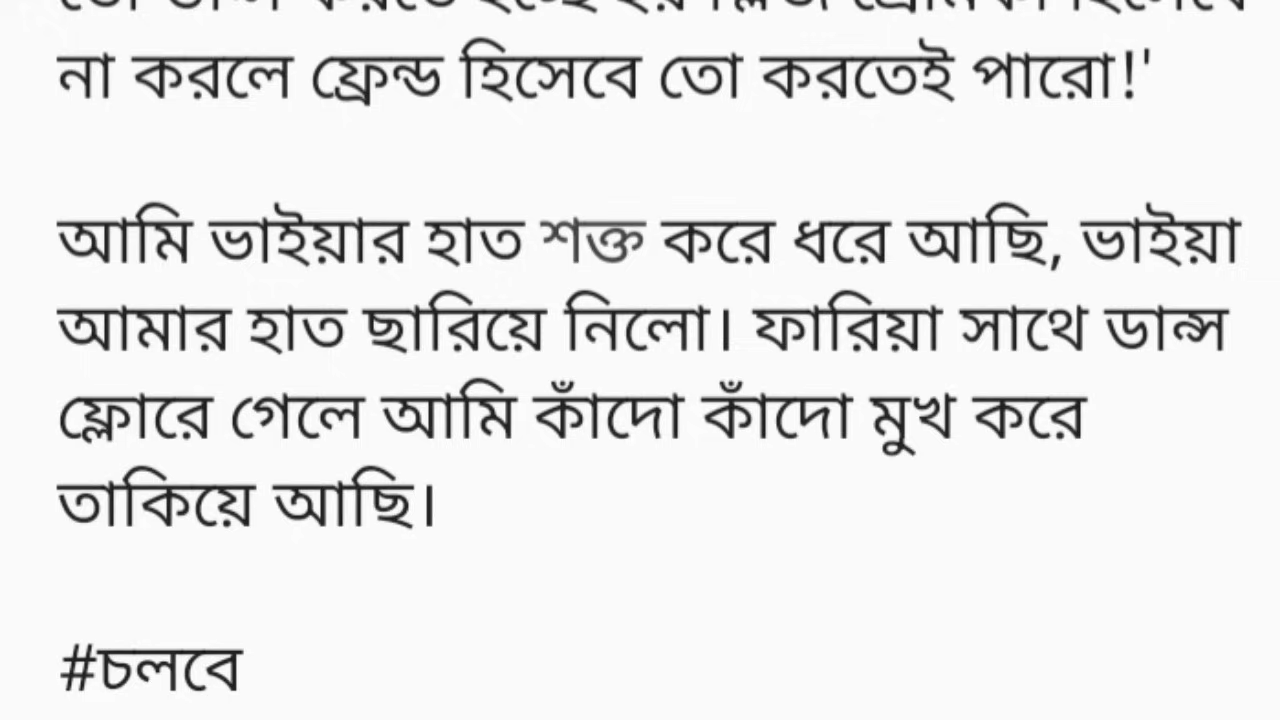 না করলে ফ্রেন্ড হিসেবে তো করতেই পারো!'
আমি ভাইয়ার হাত শক্ত করে ধরে আছি, ভাইয়া
আমার হাত ছারিয়ে নিলো। ফারিয়া সাথে ডান্স
ফ্লোরে গেলে আমি কাঁদো কাঁদো মুখ করে
তাকিয়ে আছি।
#চলবে